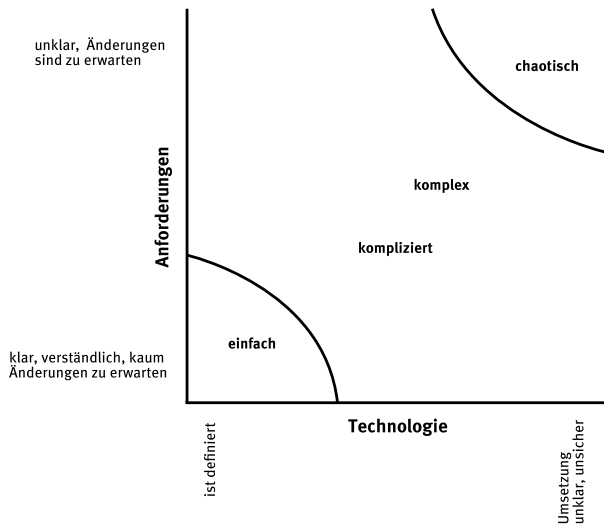 unklar, Änderungen
sind zu erwarten
chaotisch
komplex
Anforderungen
kompliziert
einfach
klar, verständlich, kaum
Änderungen zu erwarten
Technologie
ist definiert
Umsetzung
unklar, unsicher